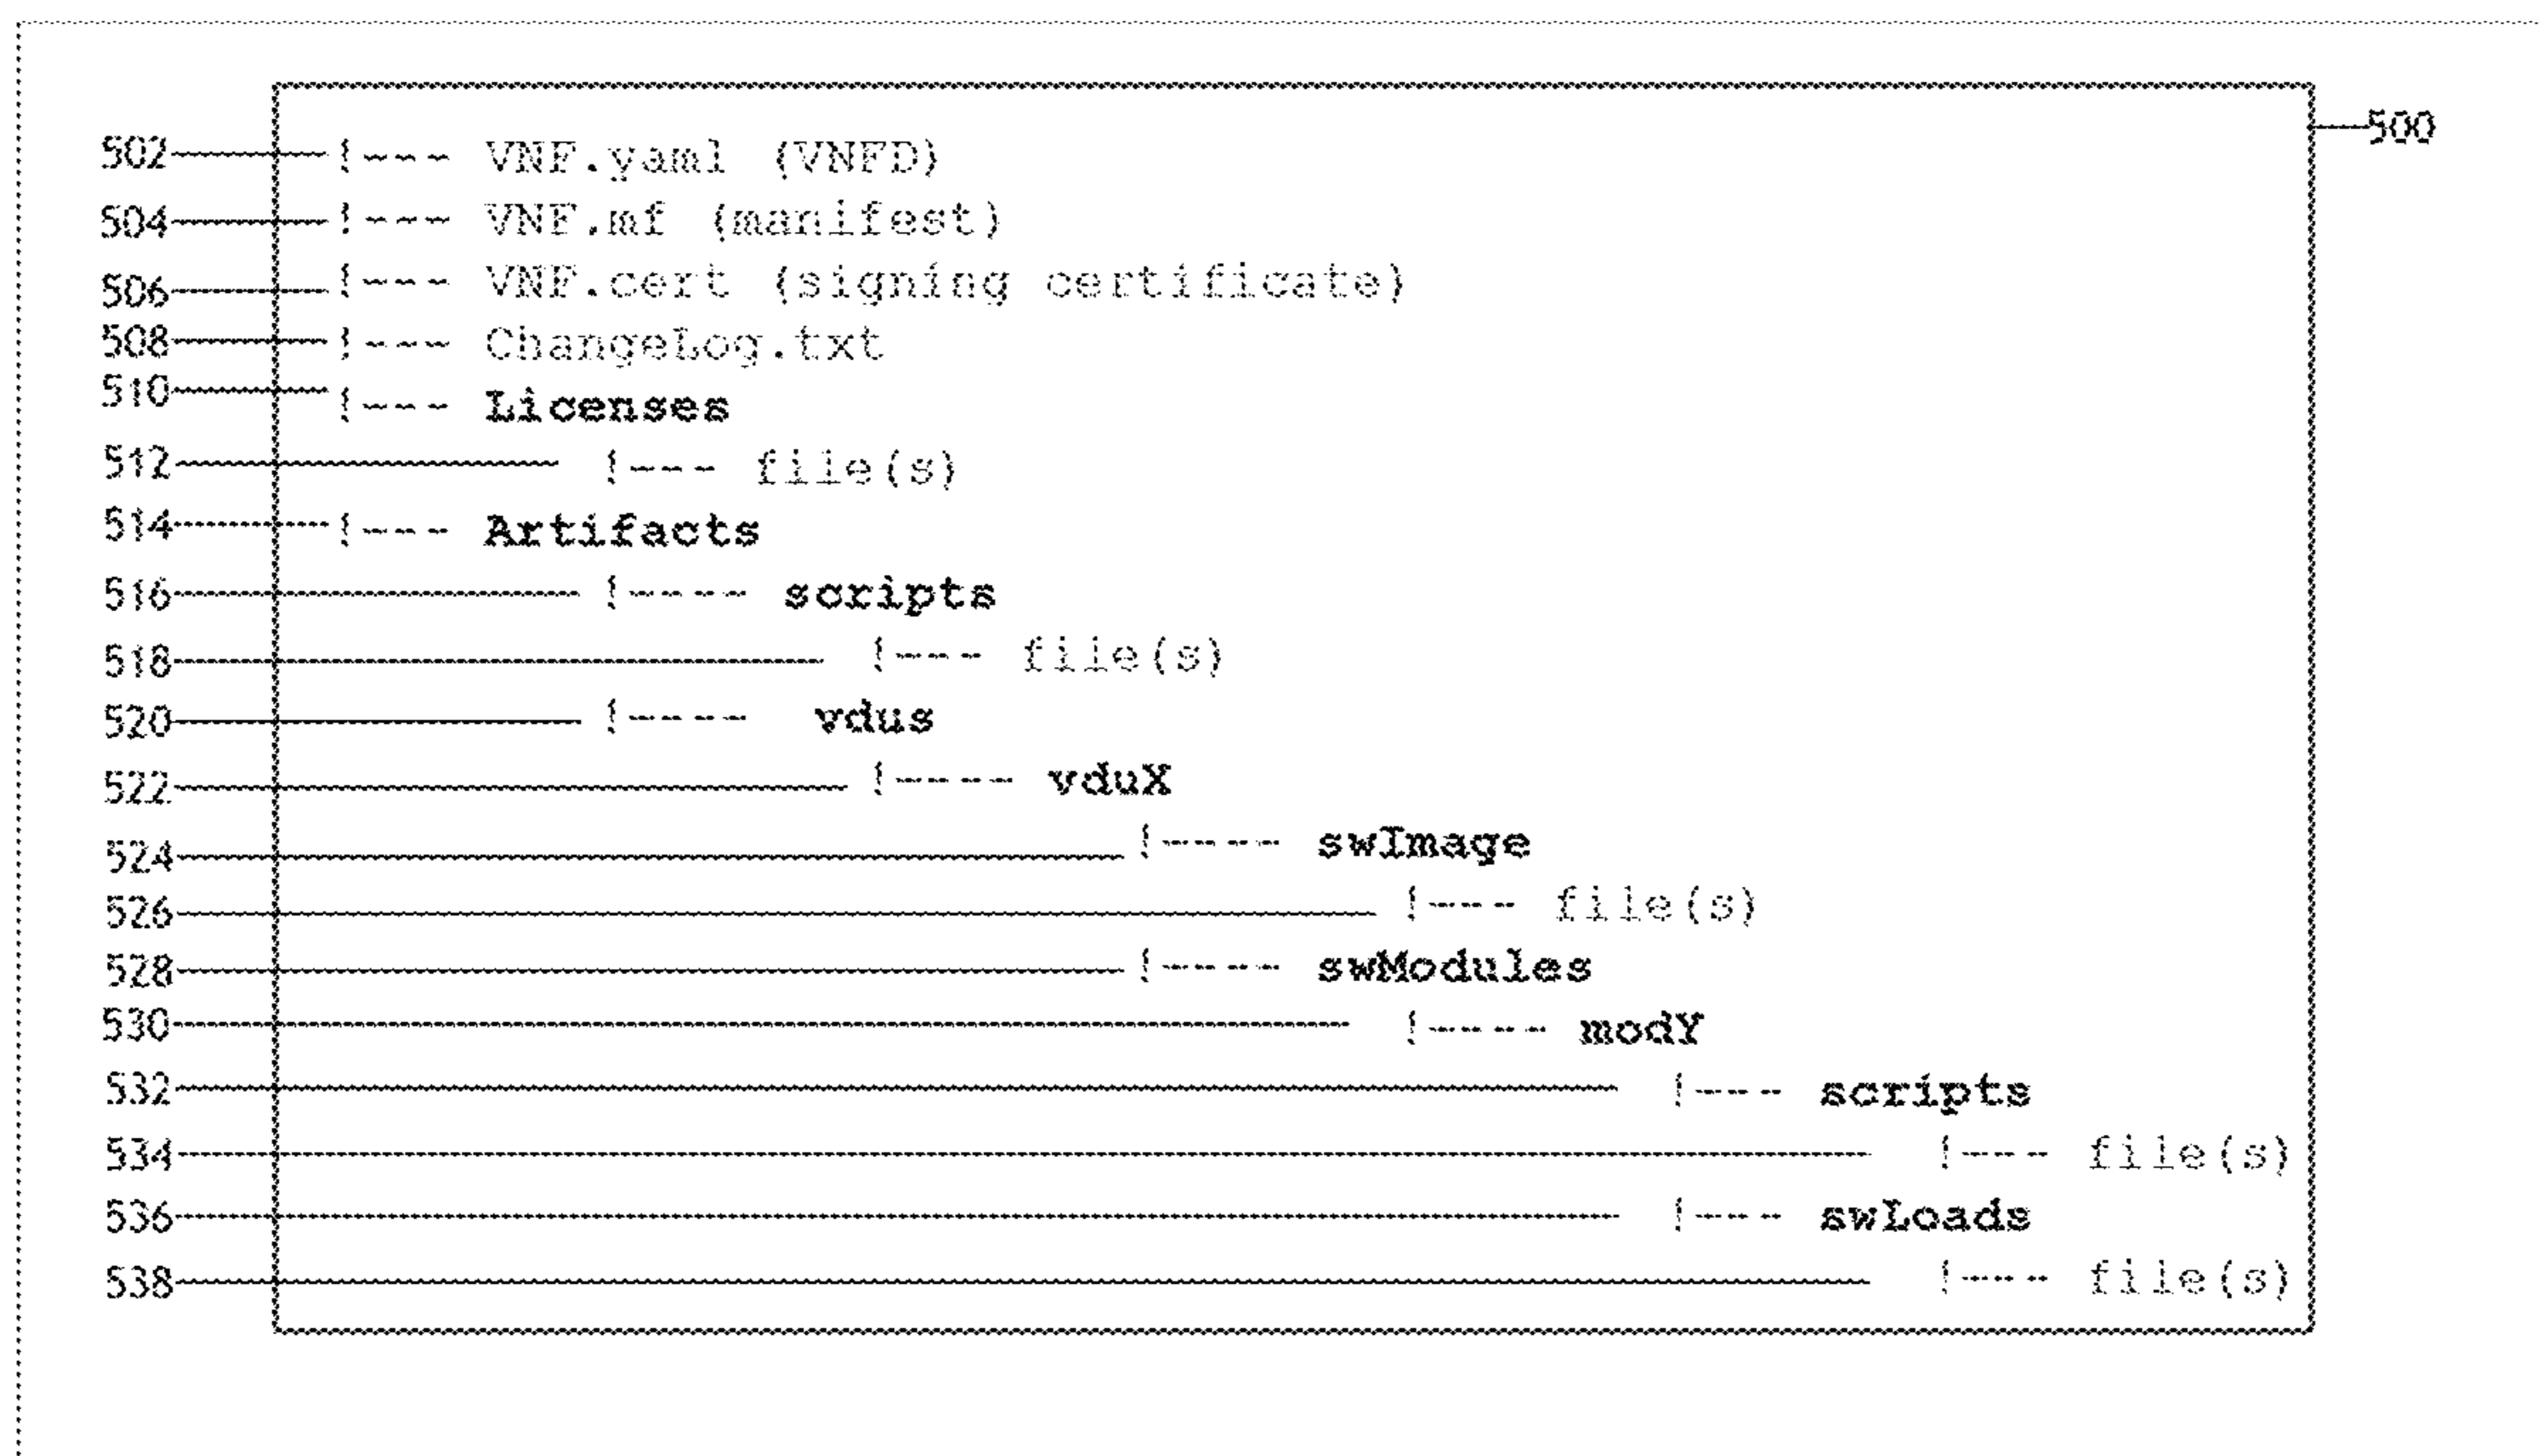 500
502 |--- VNF.yaml (VNFD)
504 |--- VNF.mf (manifest)
506 |--- VNF.cert (signing certificate)
508 |--- ChangeLog.txt
510 |--- Licenses
512 |--- file(s)
514 |--- Artifacts
516 |---- scripts
518 |--- file(s)
520 |---- vdus
522 |---- vduX
524 |---- swImage
526 |--- file(s)
528 |---- swModules
530 |---- modY
532 |--- scripts
534 |--- file(s)
536 |--- swLoads
538 |--- file(s)